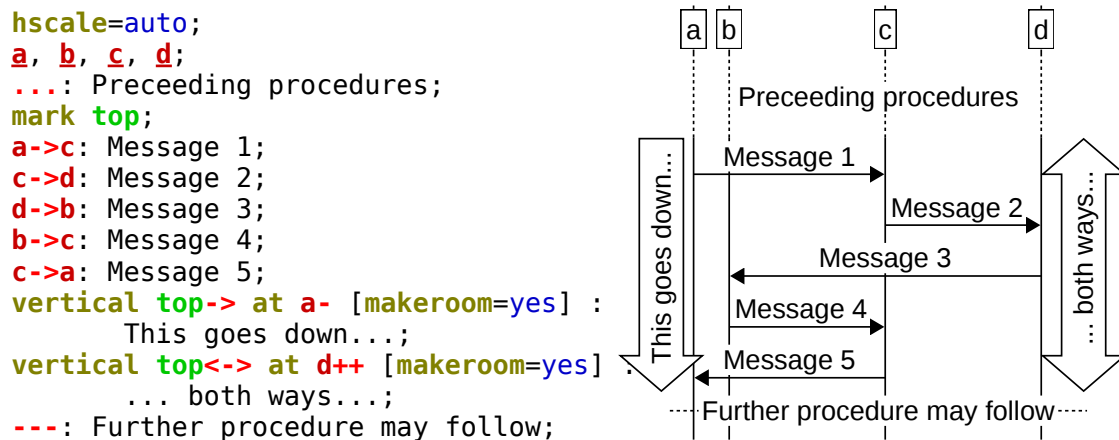 hscale=auto;
a, b, c, d;
...: Preceeding procedures;
mark top;
a->c: Message 1;
c->d: Message 2;
d->b: Message 3;
b->c: Message 4;
c->a: Message 5;
vertical top-> at a- [makeroom=yes] :
This goes down...;
vertical top<-> at d++ [makeroom=yes] :
... both ways...;
---: Further procedure may follow;
a b c d
Preceeding procedures
Message 1
Message 2
Message 3
Message 4
Message 5
This goes down...
... both ways...
Further procedure may follow